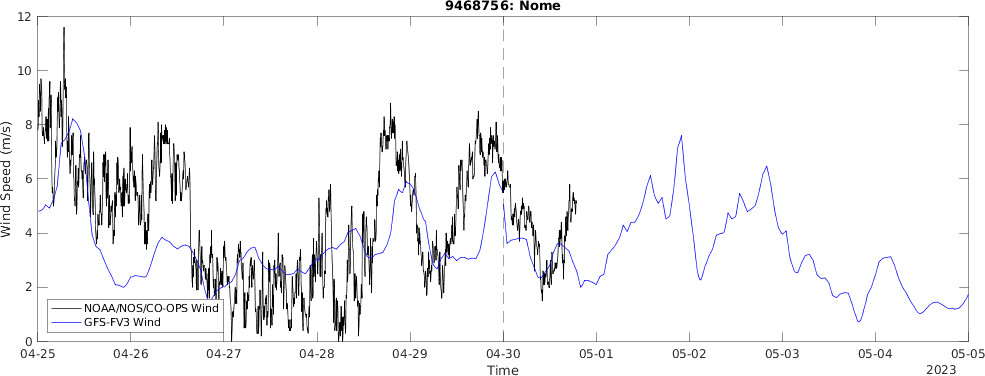 9468756: Nome
12
10
8
6
4
2
0
Wind Speed (m/s)
NOAA/NOS/CO-OPS Wind
GFS-FV3 Wind
04-25 04-26 04-27 04-28 04-29 04-30 05-01 05-02 05-03 05-04 05-05
Time
2023